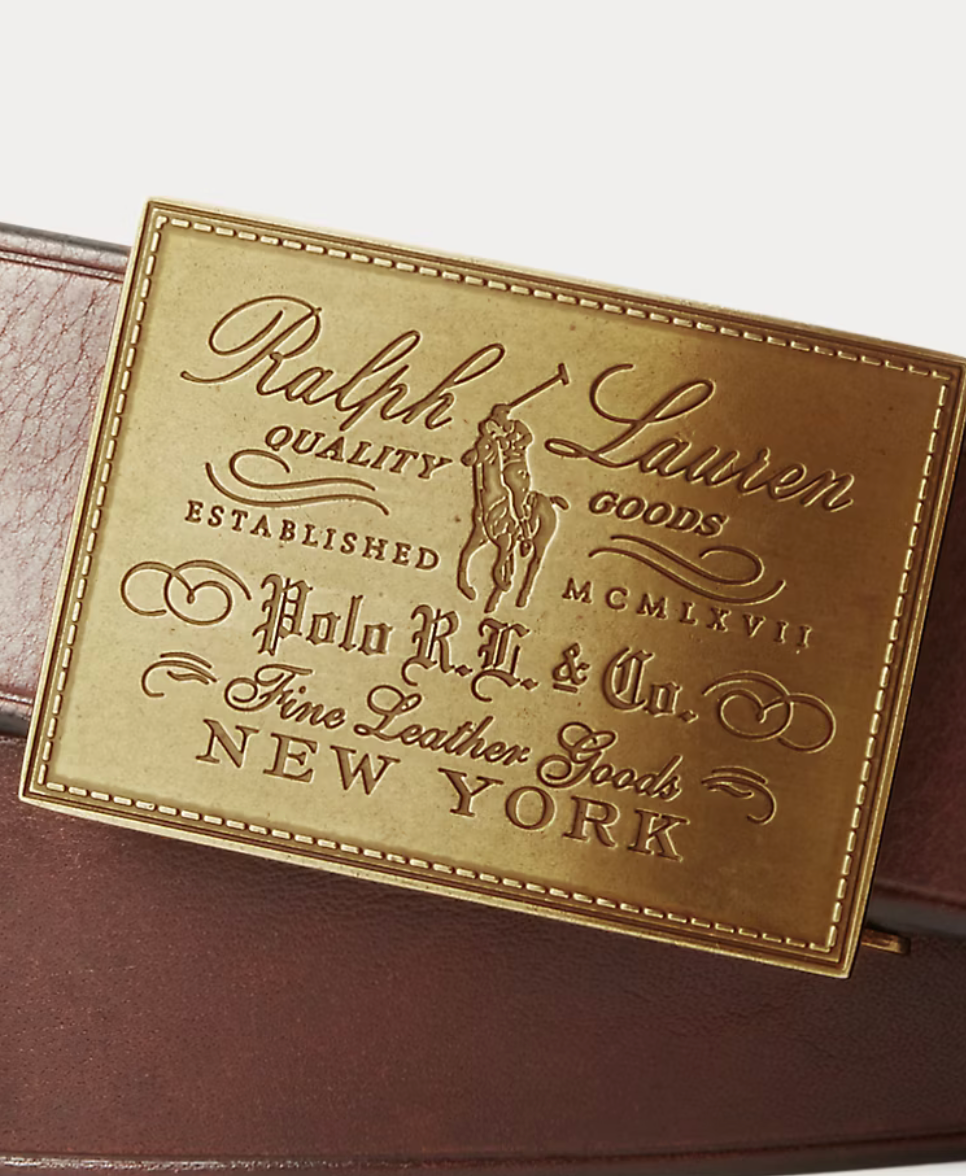 Ralph Lauren
QUALITY GOODS
ESTABLISHED MCMLXVII
Polo R.L. & Co.
Fine Leather Goods
NEW YORK